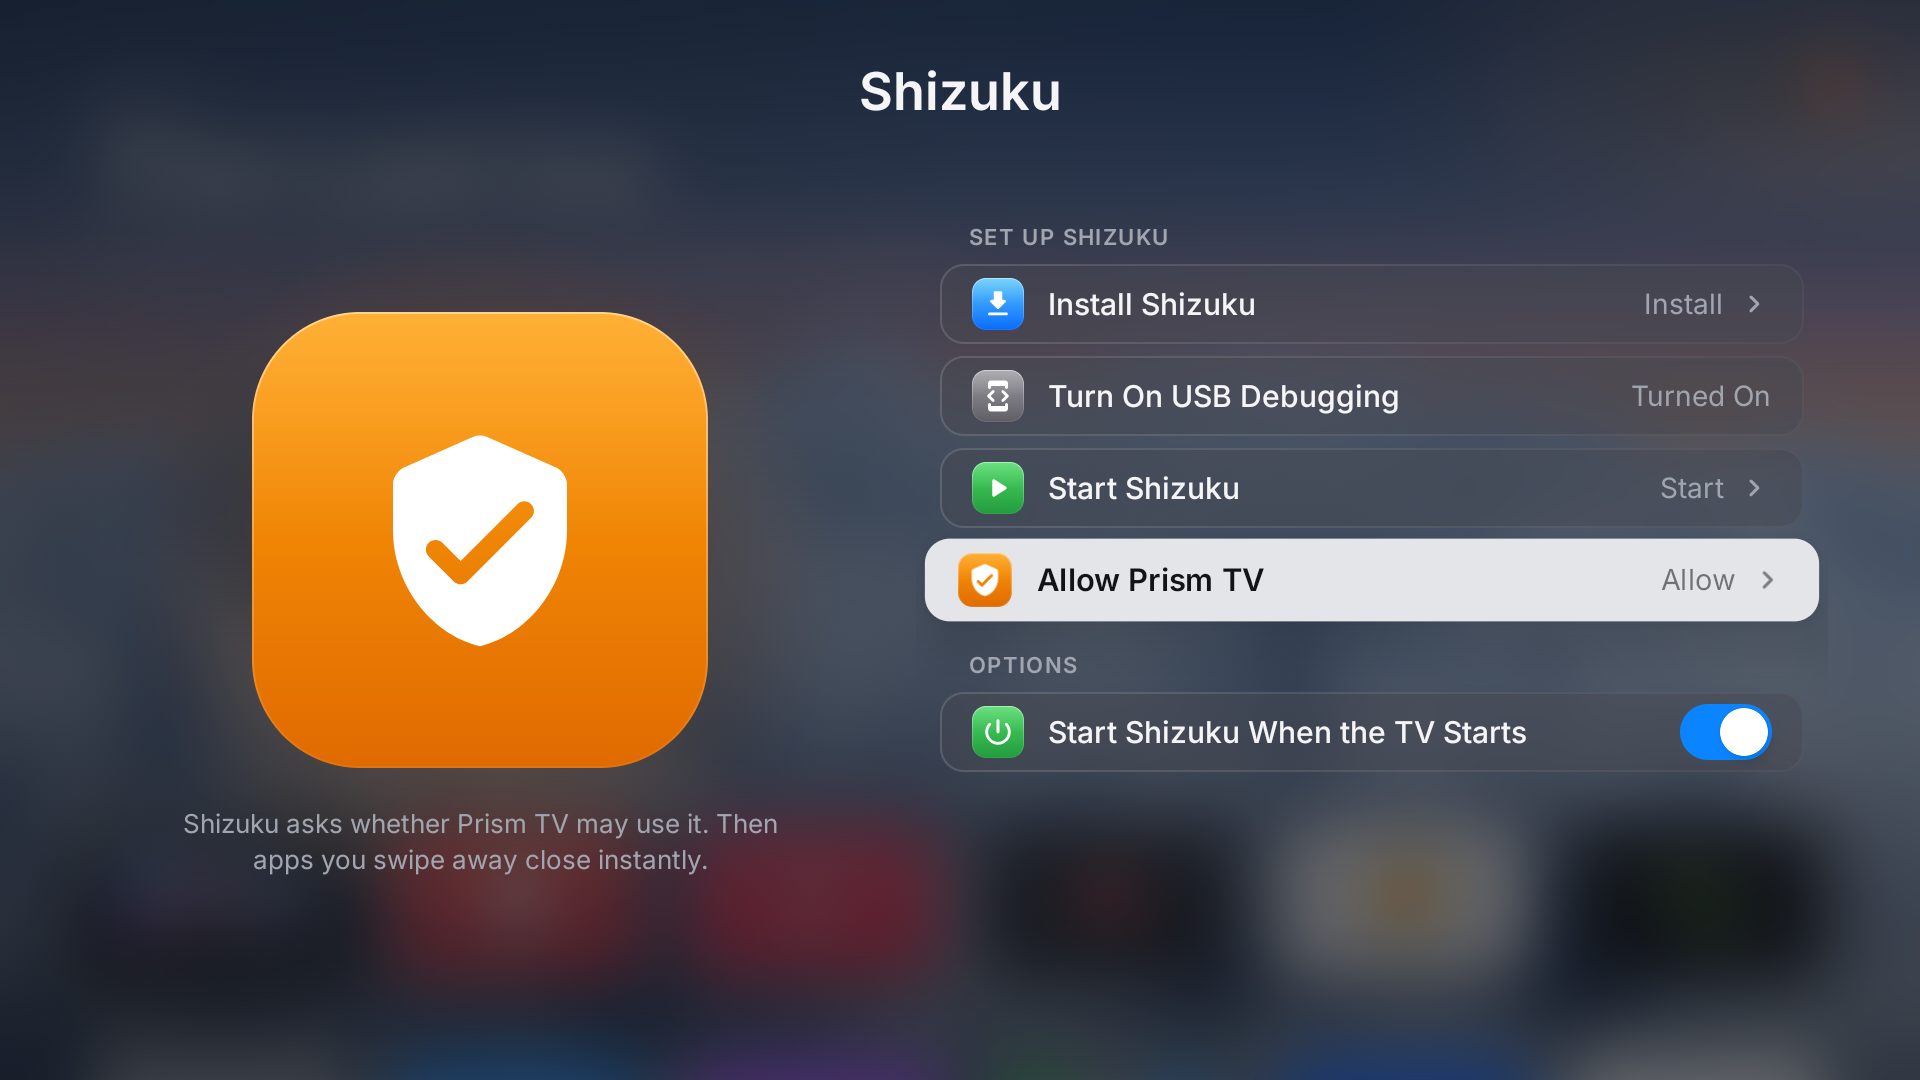 Shizuku
SET UP SHIZUKU
Install Shizuku Install
Turn On USB Debugging Turned On
Start Shizuku Start
Allow Prism TV Allow
OPTIONS
Start Shizuku When the TV Starts
Shizuku asks whether Prism TV may use it. Then
apps you swipe away close instantly.